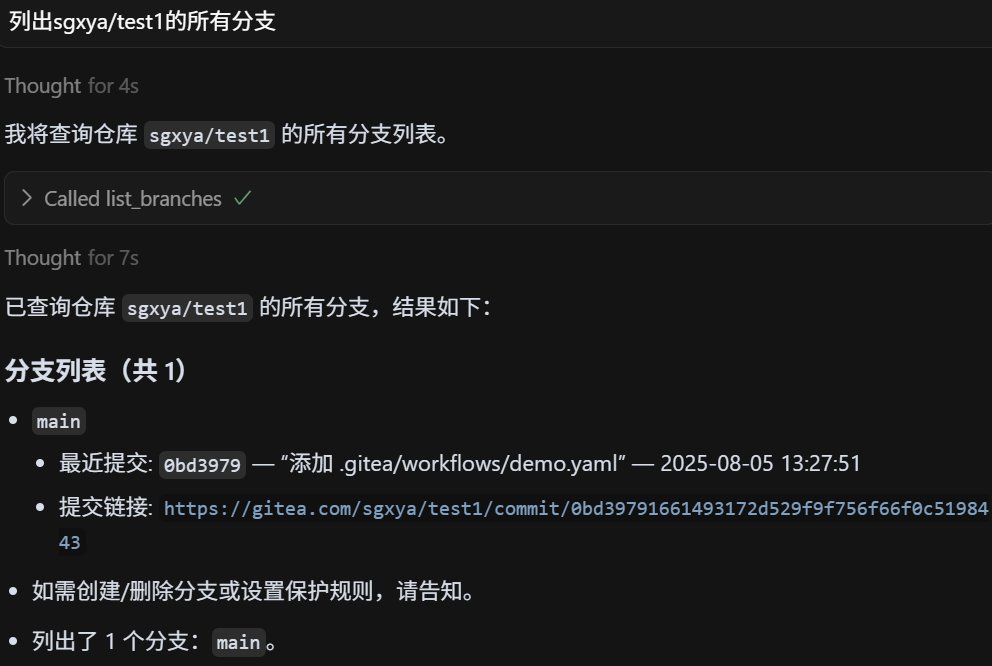 列出sgxya/test1的所有分支
Thought for 4s
我将查询仓库 sgxya/test1 的所有分支列表。
Called list_branches
Thought for 7s
已查询仓库 sgxya/test1 的所有分支，结果如下：
分支列表（共 1）
main
最近提交: 0bd3979 — “添加 .gitea/workflows/demo.yaml” — 2025-08-05 13:27:51
提交链接: https://gitea.com/sgxya/test1/commit/0bd39791661493172d529f9f756f66f0c51984
43
如需创建/删除分支或设置保护规则，请告知。
列出了 1 个分支：main。